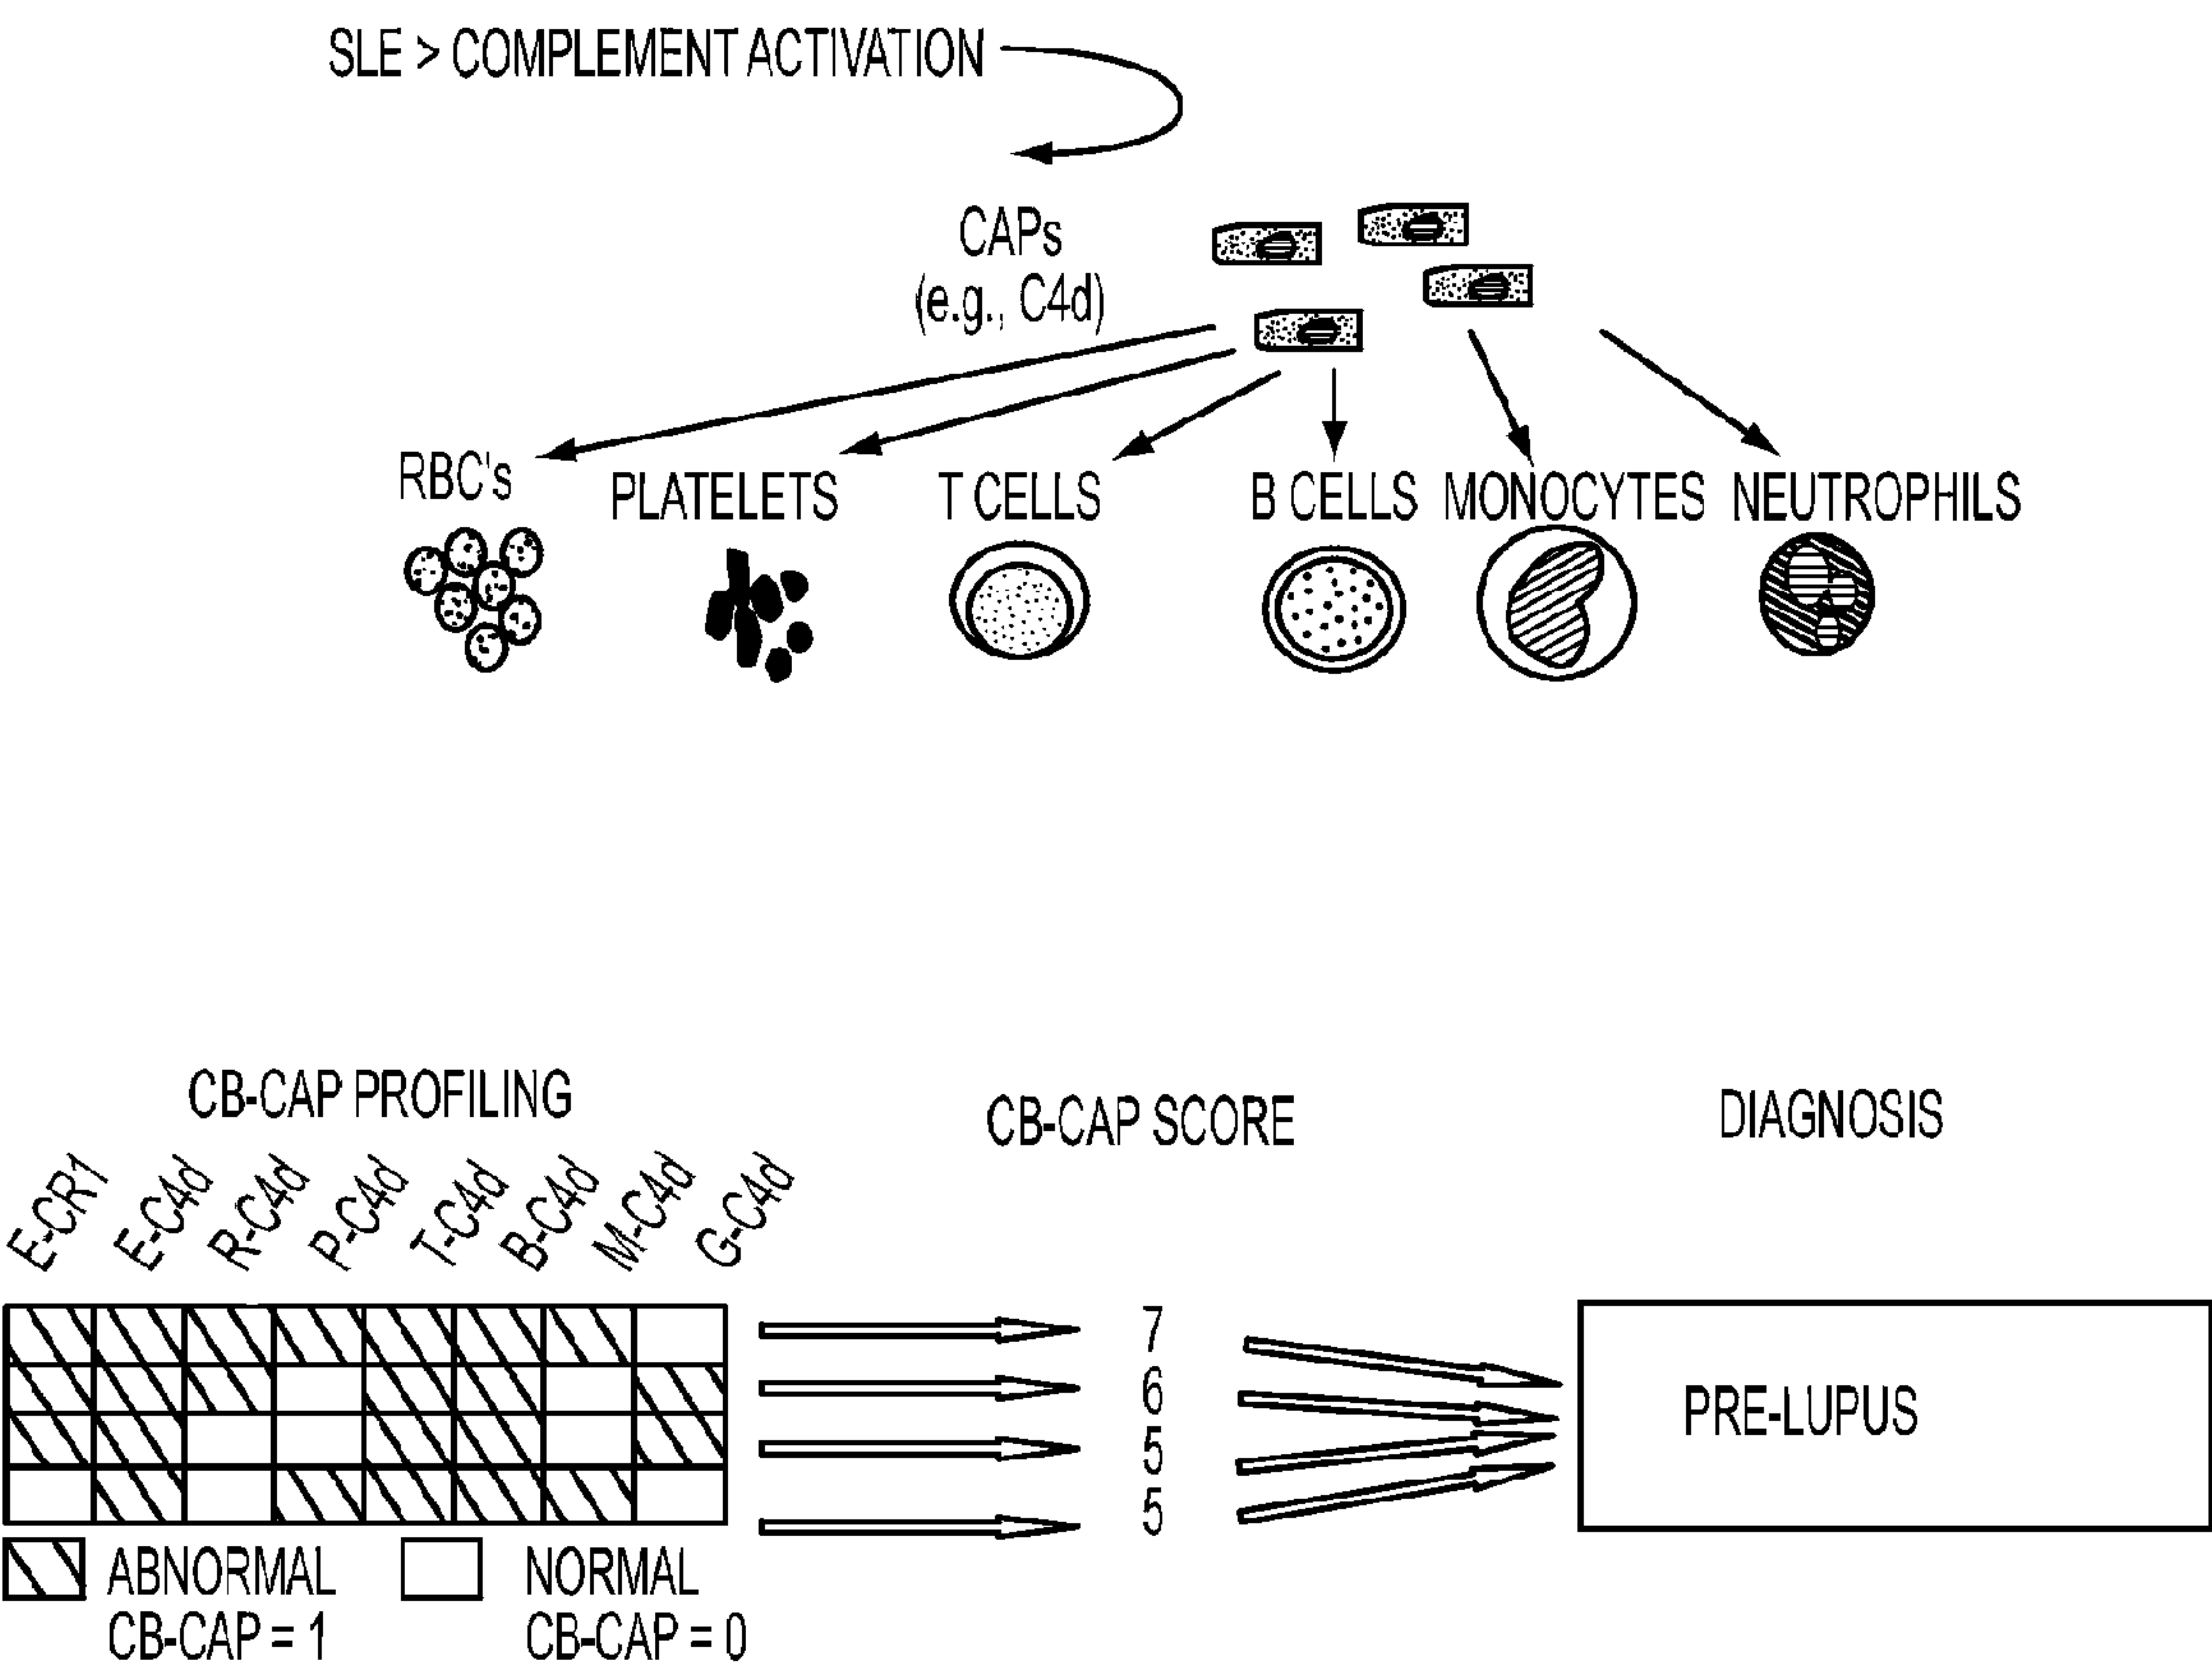 SLE > COMPLEMENT ACTIVATION
CAPs
(e.g., C4d)
RBC's
PLATELETS
T CELLS
B CELLS
MONOCYTES
NEUTROPHILS
CB-CAP PROFILING
CB-CAP SCORE
DIAGNOSIS
E-CR1
E-C4d
R-C4d
P-C4d
T-C4d
B-C4d
M-C4d
G-C4d
7
6
5
5
PRE-LUPUS
ABNORMAL
CB-CAP = 1
NORMAL
CB-CAP = 0